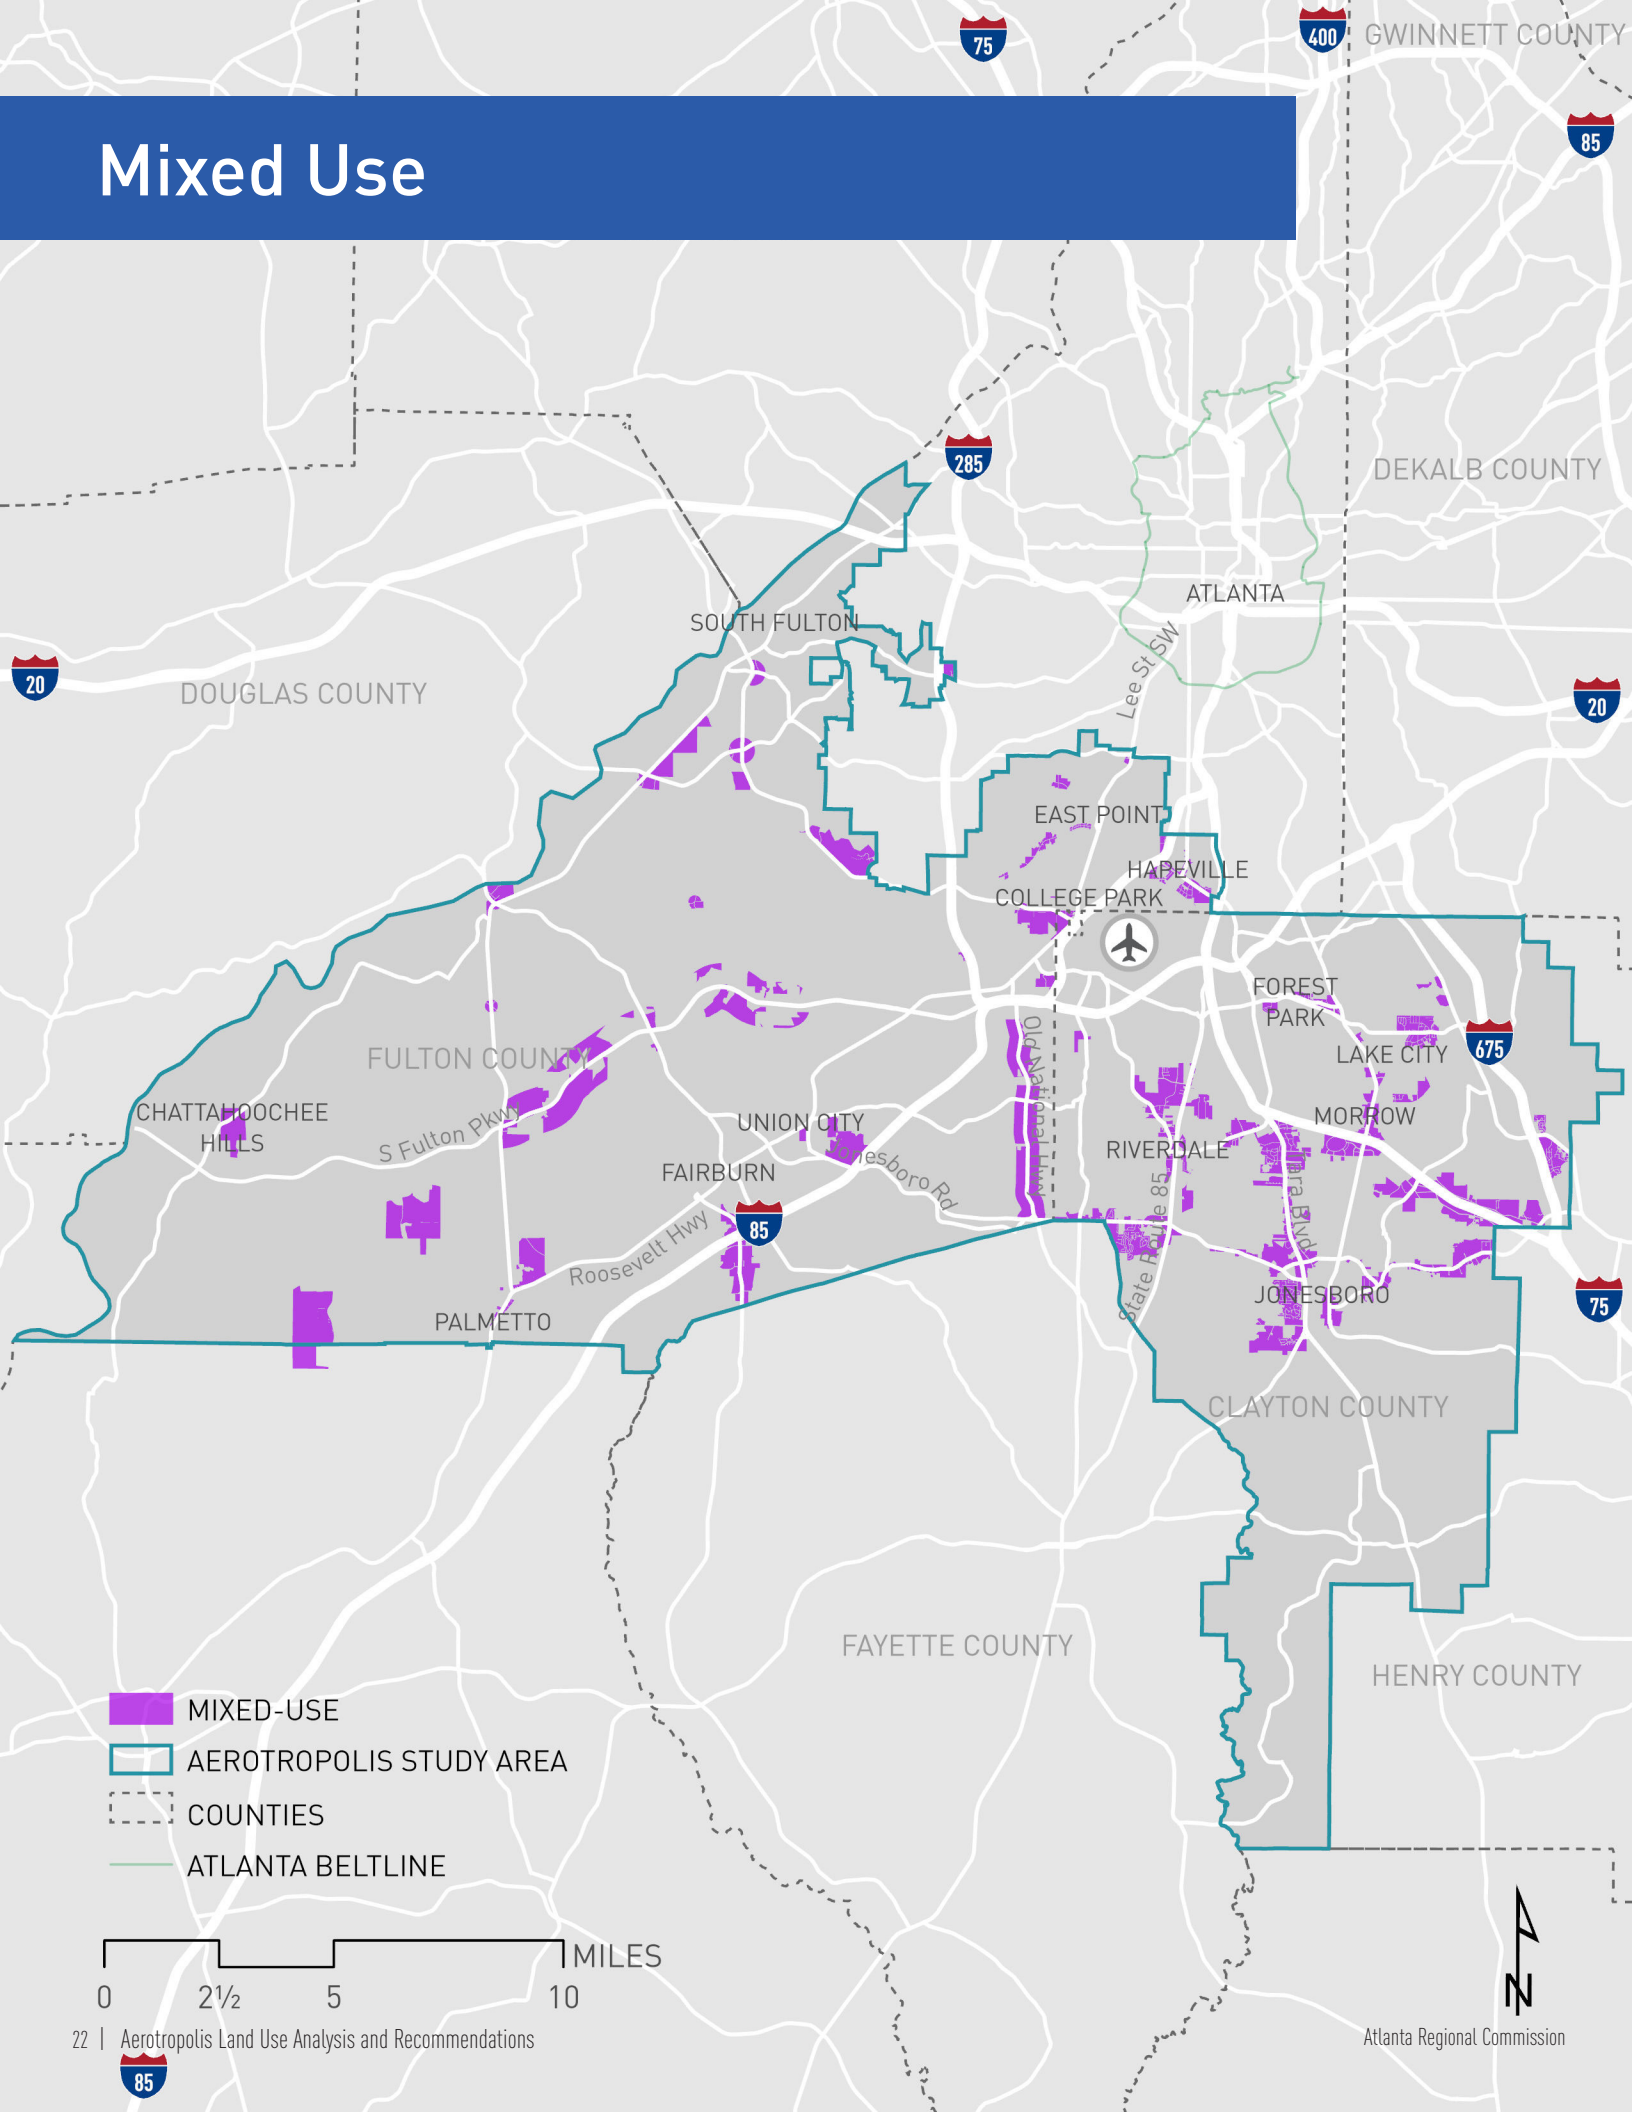 75
400
GWINNETT COUNTY
85
Mixed Use
285
DEKALB COUNTY
ATLANTA
SOUTH FULTON
Lee St SW
20
DOUGLAS COUNTY
20
EAST POINT
HAPEVILLE
COLLEGE PARK
FOREST
PARK
Old National Hwy
675
LAKE CITY
FULTON COUNTY
CHATTAHOOCHEE
HILLS
S Fulton Pkwy
UNION CITY
MORROW
RIVERDALE
Jonesboro Rd
FAIRBURN
State Route 85
Tara Blvd
85
Roosevelt Hwy
JONESBORO
75
PALMETTO
CLAYTON COUNTY
FAYETTE COUNTY
HENRY COUNTY
MIXED-USE
AEROTROPOLIS STUDY AREA
COUNTIES
ATLANTA BELTLINE
MILES
0 2½ 5 10
N
22 | Aerotropolis Land Use Analysis and Recommendations
Atlanta Regional Commission
85